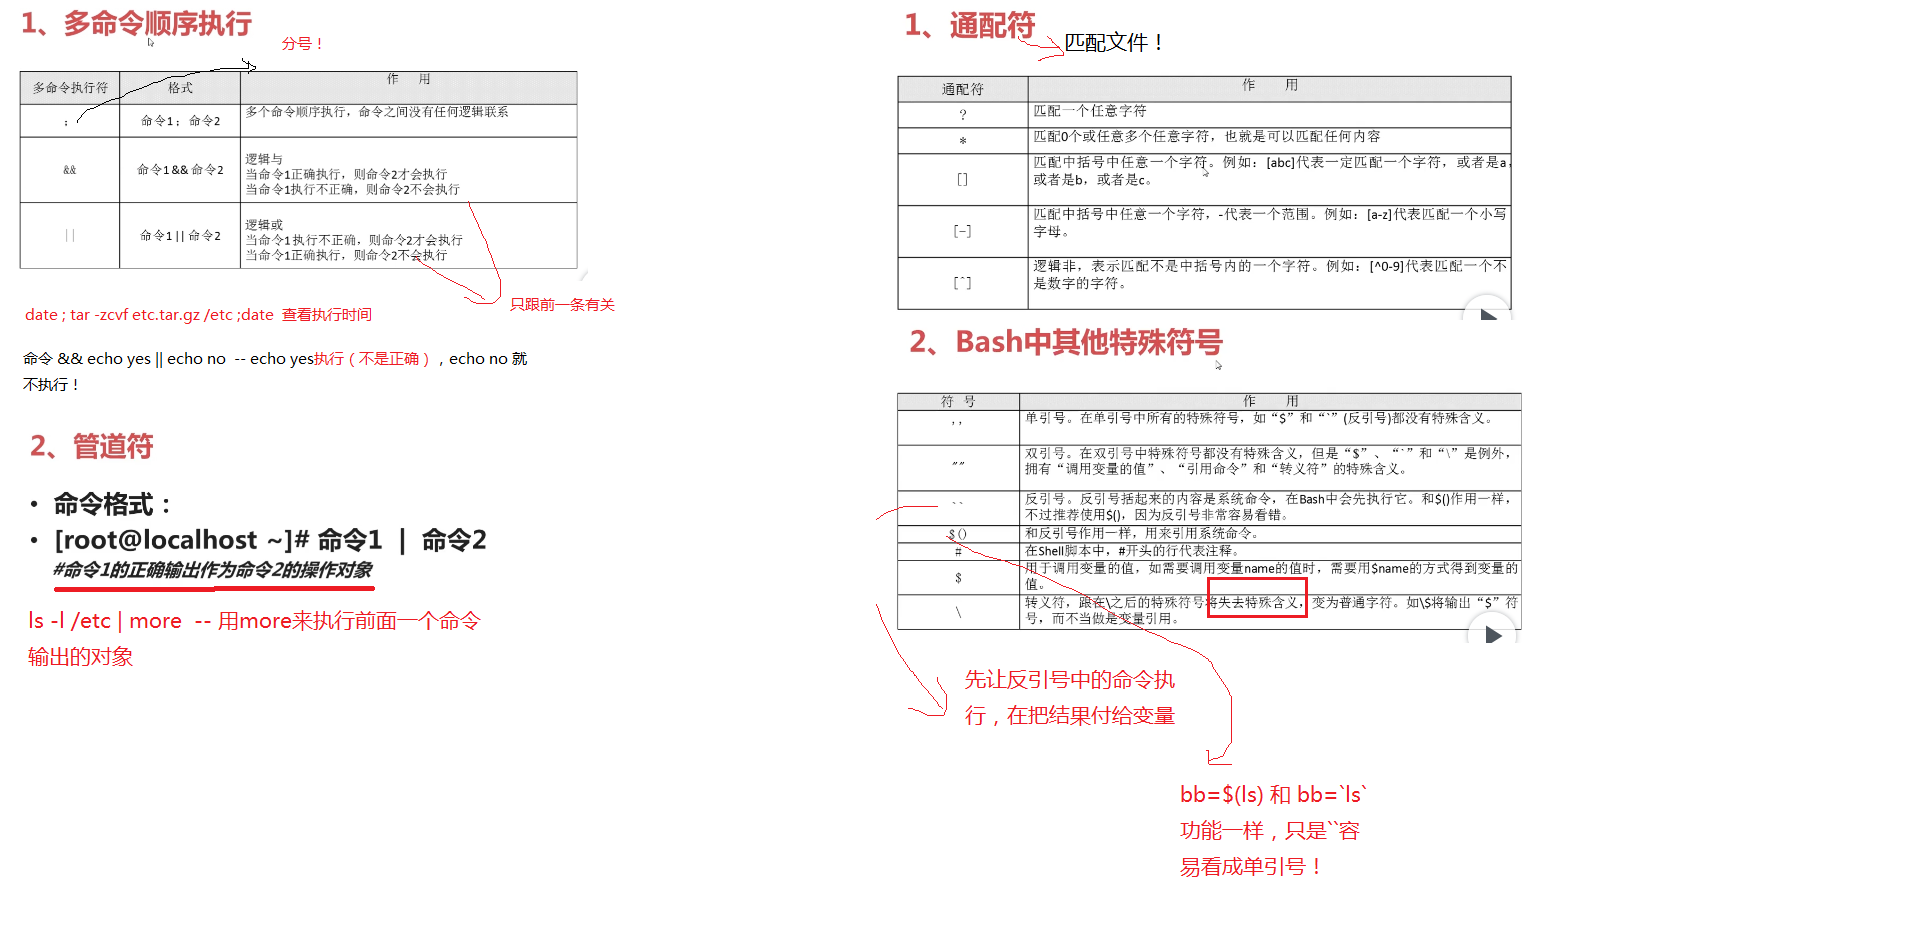 1、多命令顺序执行
分号！
多命令执行符 格式 作 用
; 命令1；命令2 多个命令顺序执行，命令之间没有任何逻辑联系
&& 命令1&&命令2 逻辑与
当命令1正确执行，则命令2才会执行
当命令1执行不正确，则命令2不会执行
|| 命令1||命令2 逻辑或
当命令1执行不正确，则命令2才会执行
当命令1正确执行，则命令2不会执行
只跟前一条有关
date ; tar -zcvf etc.tar.gz /etc ;date 查看执行时间
命令 && echo yes || echo no -- echo yes执行（不是正确），echo no 就
不执行！
2、管道符
• 命令格式：
• [root@localhost ~]# 命令1 | 命令2
#命令1的正确输出作为命令2的操作对象
ls -l /etc | more -- 用more来执行前面一个命令
输出的对象
1、通配符
匹配文件！
通配符 作 用
? 匹配一个任意字符
* 匹配0个或任意多个任意字符，也就是可以匹配任何内容
[] 匹配中括号中任意一个字符。例如：[abc]代表一定匹配一个字符，或者是a，
或者是b，或者是c。
[-] 匹配中括号中任意一个字符，-代表一个范围。例如：[a-z]代表匹配一个小写
字母。
[^] 逻辑非，表示匹配不是中括号内的一个字符。例如：[^0-9]代表匹配一个不
是数字的字符。
2、Bash中其他特殊符号
符 号 作 用
'' 单引号。在单引号中所有的特殊符号，如“$”和“`”(反引号)都没有特殊含义。
"" 双引号。在双引号中特殊符号都没有特殊含义，但是“$”、“`”和“\”是例外，
拥有“调用变量的值”、“引用命令”和“转义符”的特殊含义。
`` 反引号。反引号括起来的内容是系统命令，在Bash中会先执行它。和$()作用一样，
不过推荐使用$()，因为反引号非常容易看错。
$() 和反引号作用一样，用来引用系统命令。
# 在Shell脚本中，#开头的行代表注释。
$ 用于调用变量的值，如需要调用变量name的值时，需要用$name的方式得到变量的
值。
\ 转义符，跟在\之后的特殊符号将失去特殊含义，变为普通字符。如\$将输出“$”符
号，而不当做是变量引用。
先让反引号中的命令执
行，在把结果付给变量
bb=$(ls) 和 bb=`ls`
功能一样，只是``容
易看成单引号！